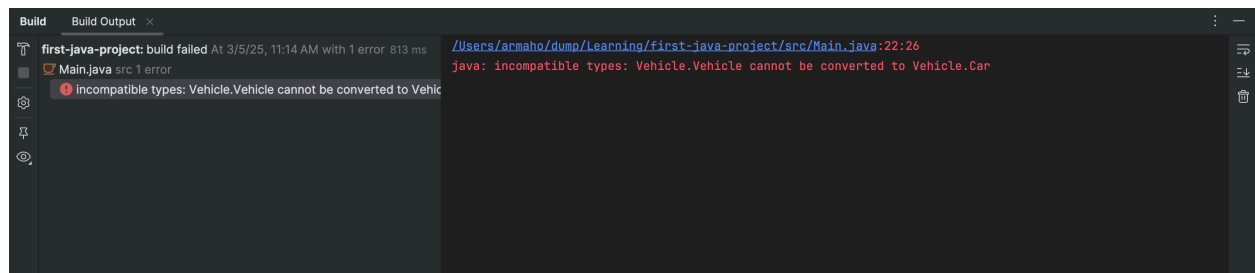 Build Build Output ×
first-java-project: build failed At 3/5/25, 11:14 AM with 1 error 813 ms
Main.java src 1 error
incompatible types: Vehicle.Vehicle cannot be converted to Vehic
/Users/armaho/dump/Learning/first-java-project/src/Main.java:22:26
java: incompatible types: Vehicle.Vehicle cannot be converted to Vehicle.Car